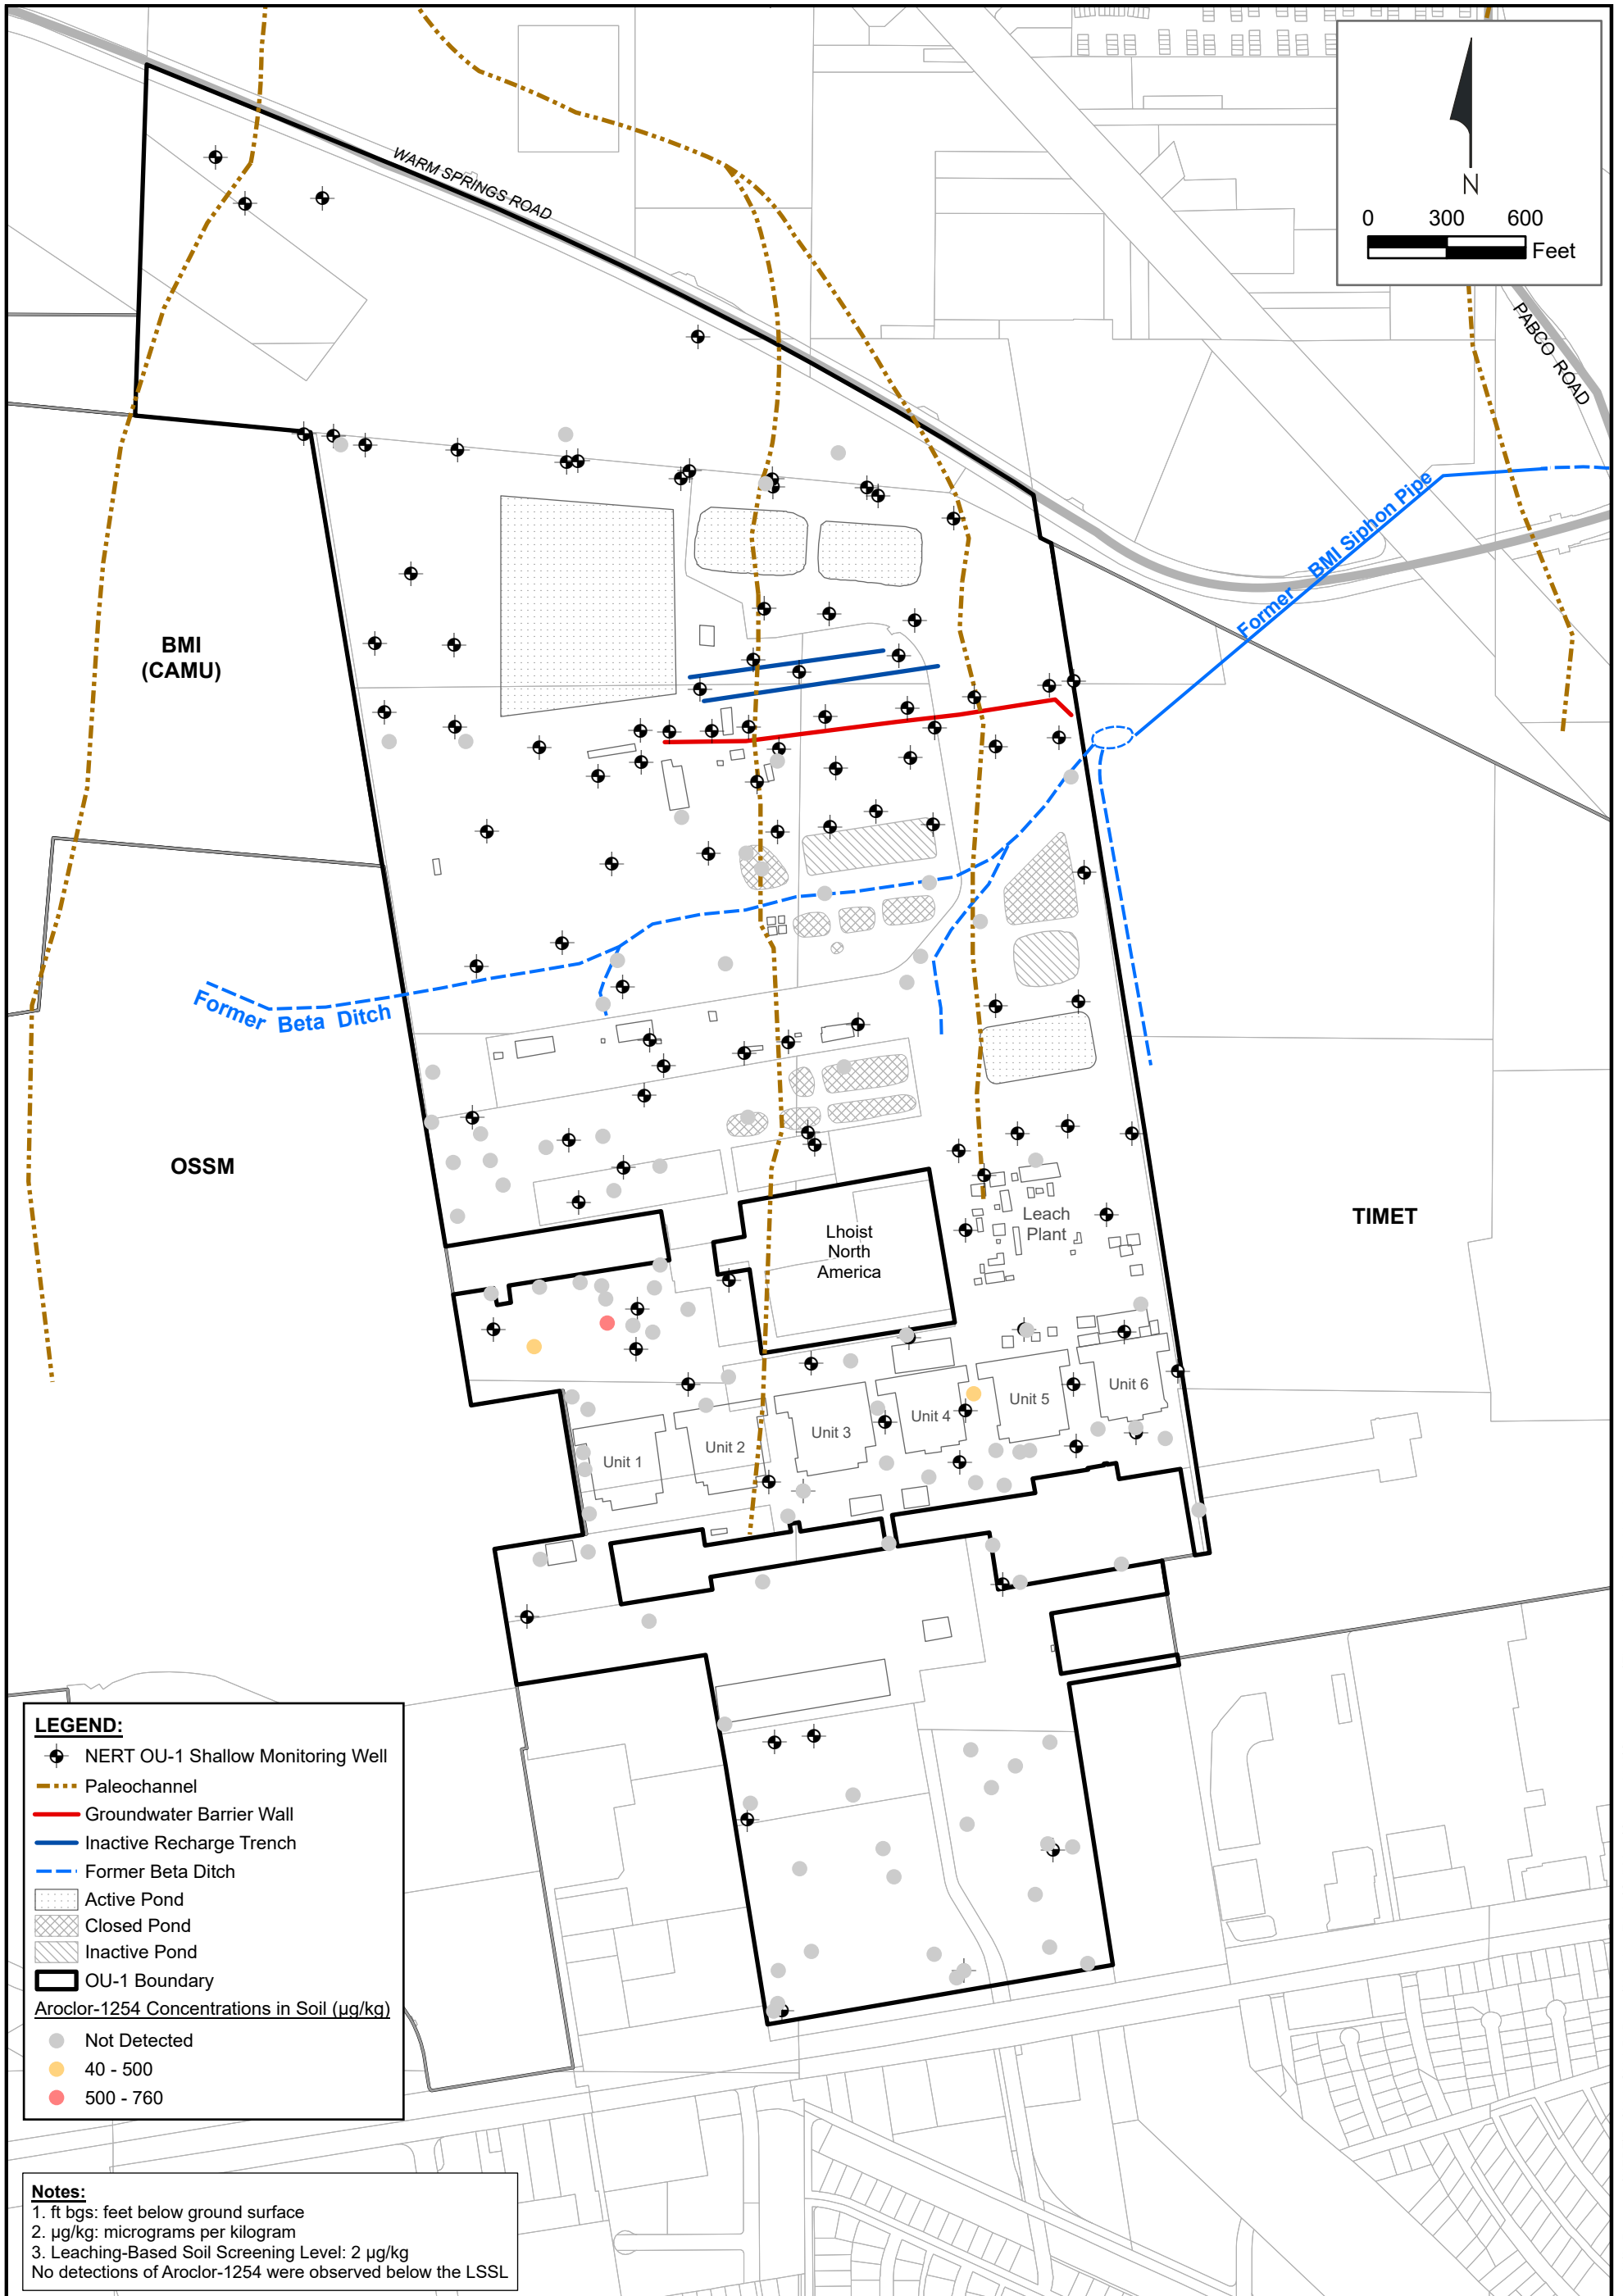 WARM SPRINGS ROAD
N
0 300 600
Feet
PABCO ROAD
Former BMI Siphon Pipe
BMI
(CAMU)
Former Beta Ditch
OSSM
TIMET
Lhoist
North
America
Leach
Plant
Unit 1
Unit 2
Unit 3
Unit 4
Unit 5
Unit 6
LEGEND:
NERT OU-1 Shallow Monitoring Well
Paleochannel
Groundwater Barrier Wall
Inactive Recharge Trench
Former Beta Ditch
Active Pond
Closed Pond
Inactive Pond
OU-1 Boundary
Aroclor-1254 Concentrations in Soil (µg/kg)
Not Detected
40 - 500
500 - 760
Notes:
1. ft bgs: feet below ground surface
2. µg/kg: micrograms per kilogram
3. Leaching-Based Soil Screening Level: 2 µg/kg
No detections of Aroclor-1254 were observed below the LSSL